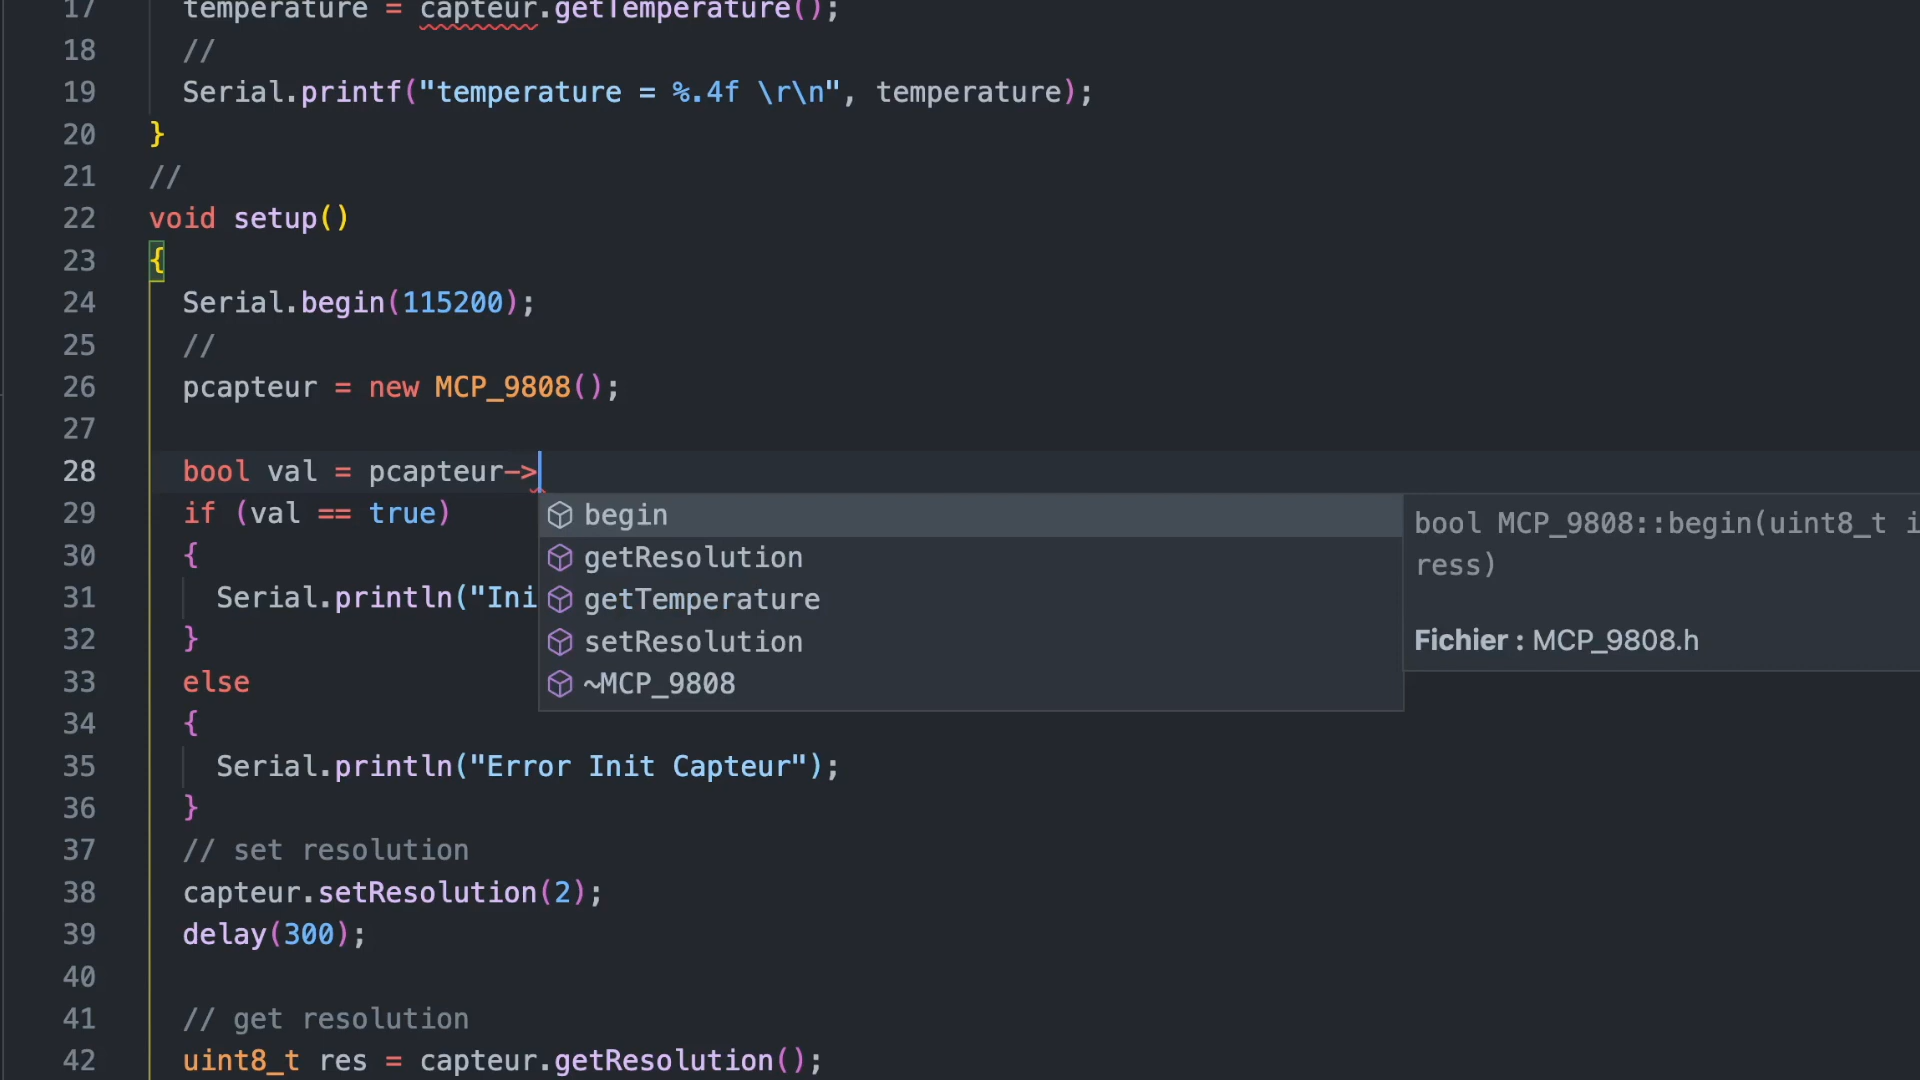 17 temperature = capteur.getTemperature();
18 //
19 Serial.printf("temperature = %.4f \r\n", temperature);
20 }
21 //
22 void setup()
23 {
24 Serial.begin(115200);
25 //
26 pcapteur = new MCP_9808();
27
28 bool val = pcapteur->
29 if (val == true)
30 {
31 Serial.println("Ini
32 }
33 else
34 {
35 Serial.println("Error Init Capteur");
36 }
37 // set resolution
38 capteur.setResolution(2);
39 delay(300);
40
41 // get resolution
42 uint8_t res = capteur.getResolution();
begin
getResolution
getTemperature
setResolution
~MCP_9808
bool MCP_9808::begin(uint8_t i
ress)
Fichier : MCP_9808.h